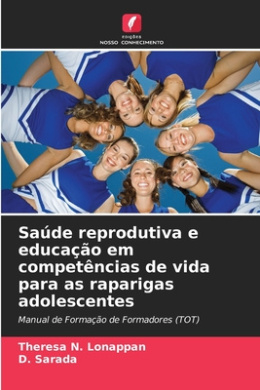 edições
NOSSO CONHECIMENTO
Saúde reprodutiva e
educação em
competências de vida
para as raparigas
adolescentes
Manual de Formação de Formadores (TOT)
Theresa N. Lonappan
D. Sarada